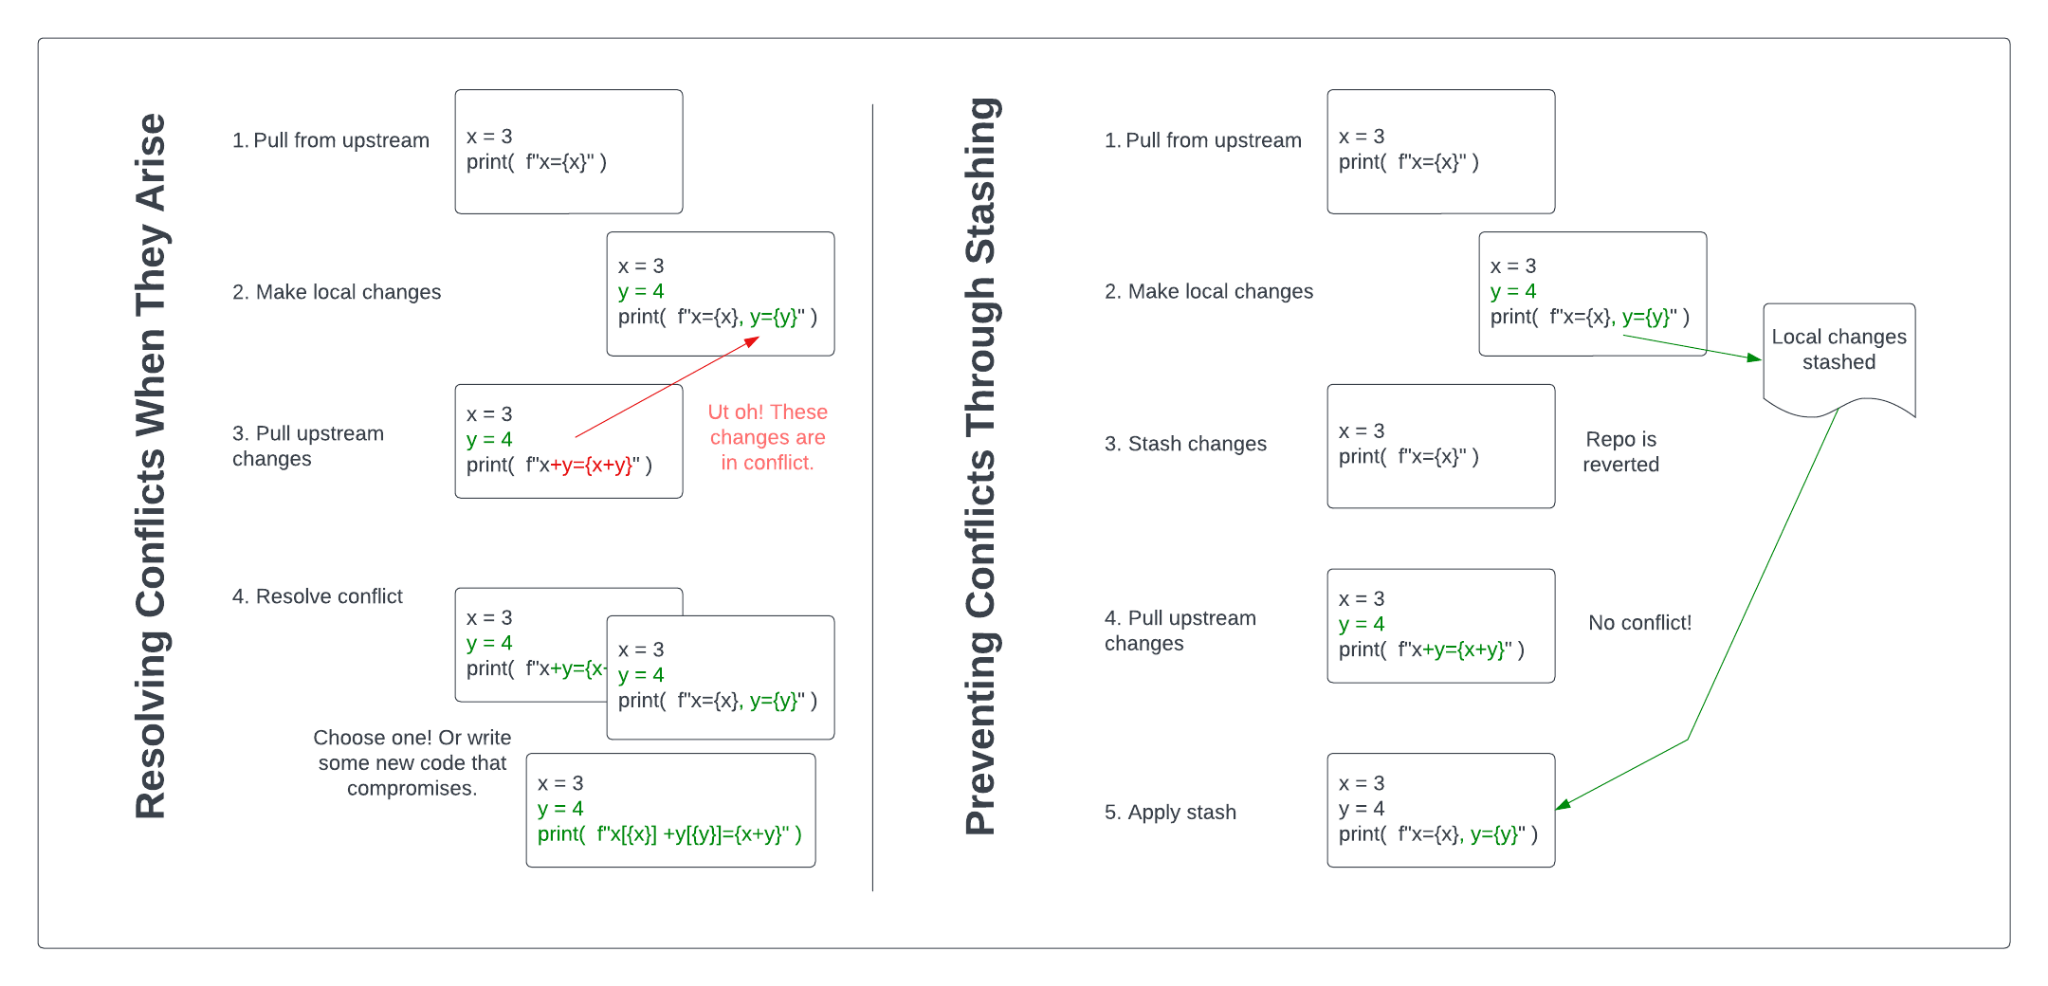 Resolving Conflicts When They Arise
1. Pull from upstream
x = 3
print(  f"x={x}" )
2. Make local changes
x = 3
y = 4
print(  f"x={x}, y={y}" )
3. Pull upstream
changes
x = 3
y = 4
print(  f"x+y={x+y}" )
Ut oh! These
changes are
in conflict.
4. Resolve conflict
x = 3
y = 4
print(  f"x+y={x+
x = 3
y = 4
print(  f"x={x}, y={y}" )
Choose one! Or write
some new code that
compromises.
x = 3
y = 4
print(  f"x[{x}] +y[{y}]={x+y}" )
Preventing Conflicts Through Stashing
1. Pull from upstream
x = 3
print(  f"x={x}" )
2. Make local changes
x = 3
y = 4
print(  f"x={x}, y={y}" )
Local changes
stashed
3. Stash changes
x = 3
print(  f"x={x}" )
Repo is
reverted
4. Pull upstream
changes
x = 3
y = 4
print(  f"x+y={x+y}" )
No conflict!
5. Apply stash
x = 3
y = 4
print(  f"x={x}, y={y}" )